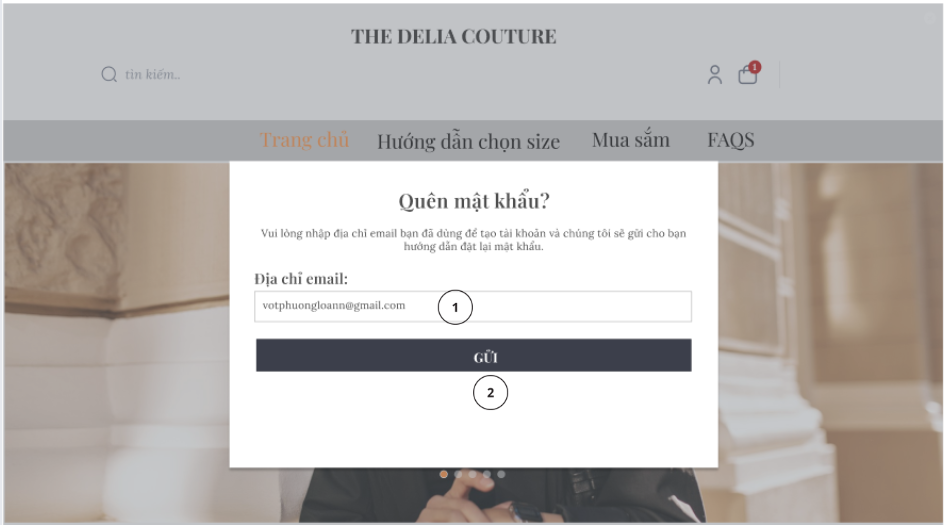 THE DELIA COUTURE
tìn kiếm..
1
Trang chủ Hướng dẫn chọn size Mua sắm FAQS
Quên mật khẩu?
Vui lòng nhập địa chỉ email bạn đã dùng để tạo tài khoản và chúng tôi sẽ gửi cho bạn
hướng dẫn đặt lại mật khẩu.
Địa chỉ email:
votphuongloann@gmail.com 1
GỬI
2